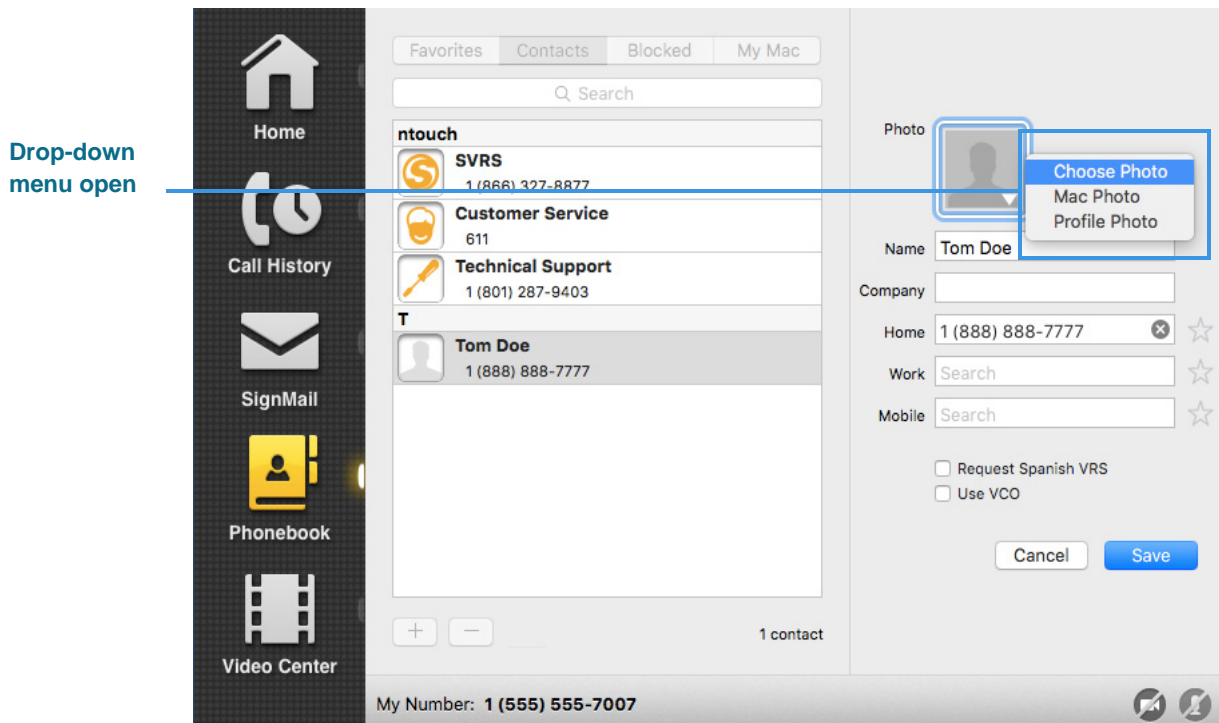 Drop-down
menu open
Home
Call History
SignMail
Phonebook
Video Center
Favorites Contacts Blocked My Mac
Search
ntouch
SVRS
1 (866) 327-8877
Customer Service
611
Technical Support
1 (801) 287-9403
T
Tom Doe
1 (888) 888-7777
1 contact
Photo
Choose Photo
Mac Photo
Profile Photo
Name Tom Doe
Company
Home 1 (888) 888-7777
Work Search
Mobile Search
Request Spanish VRS
Use VCO
Cancel Save
My Number: 1 (555) 555-7007